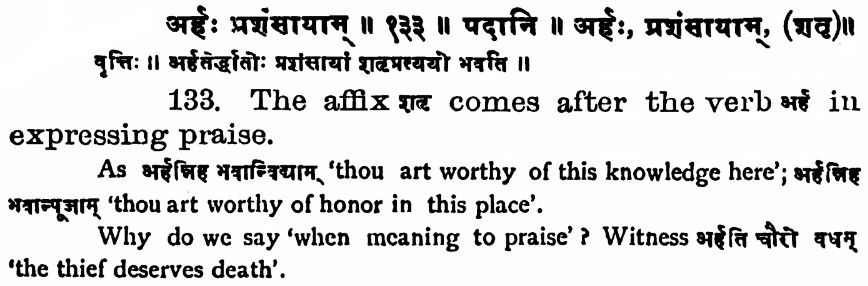 अर्हः प्रशंसायाम् ॥ १३३ ॥ पदानि ॥ अर्हः, प्रशंसायाम्, (शतृ)॥
वृत्तिः ॥ अर्हतेर्द्धातोः प्रशंसायां शतृप्रत्ययो भवति ॥
133. The affix शतृ comes after the verb अर्ह in
expressing praise.
As अर्हन्निह भवान्विद्याम् 'thou art worthy of this knowledge here'; अर्हन्निह
भवान्पूजाम् 'thou art worthy of honor in this place'.
Why do we say 'when meaning to praise'? Witness अर्हति चौरो वधम्
'the thief deserves death'.